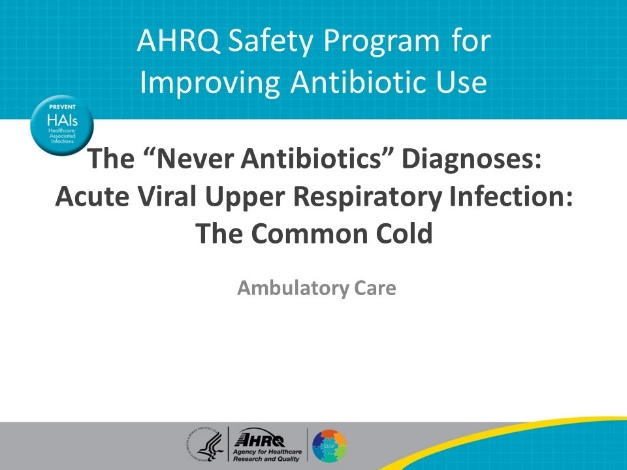 AHRQ Safety Program for
Improving Antibiotic Use
PREVENT
HAIs
Healthcare-
Associated
Infections
The “Never Antibiotics” Diagnoses:
Acute Viral Upper Respiratory Infection:
The Common Cold
Ambulatory Care
AHRQ
Agency for Healthcare
Research and Quality